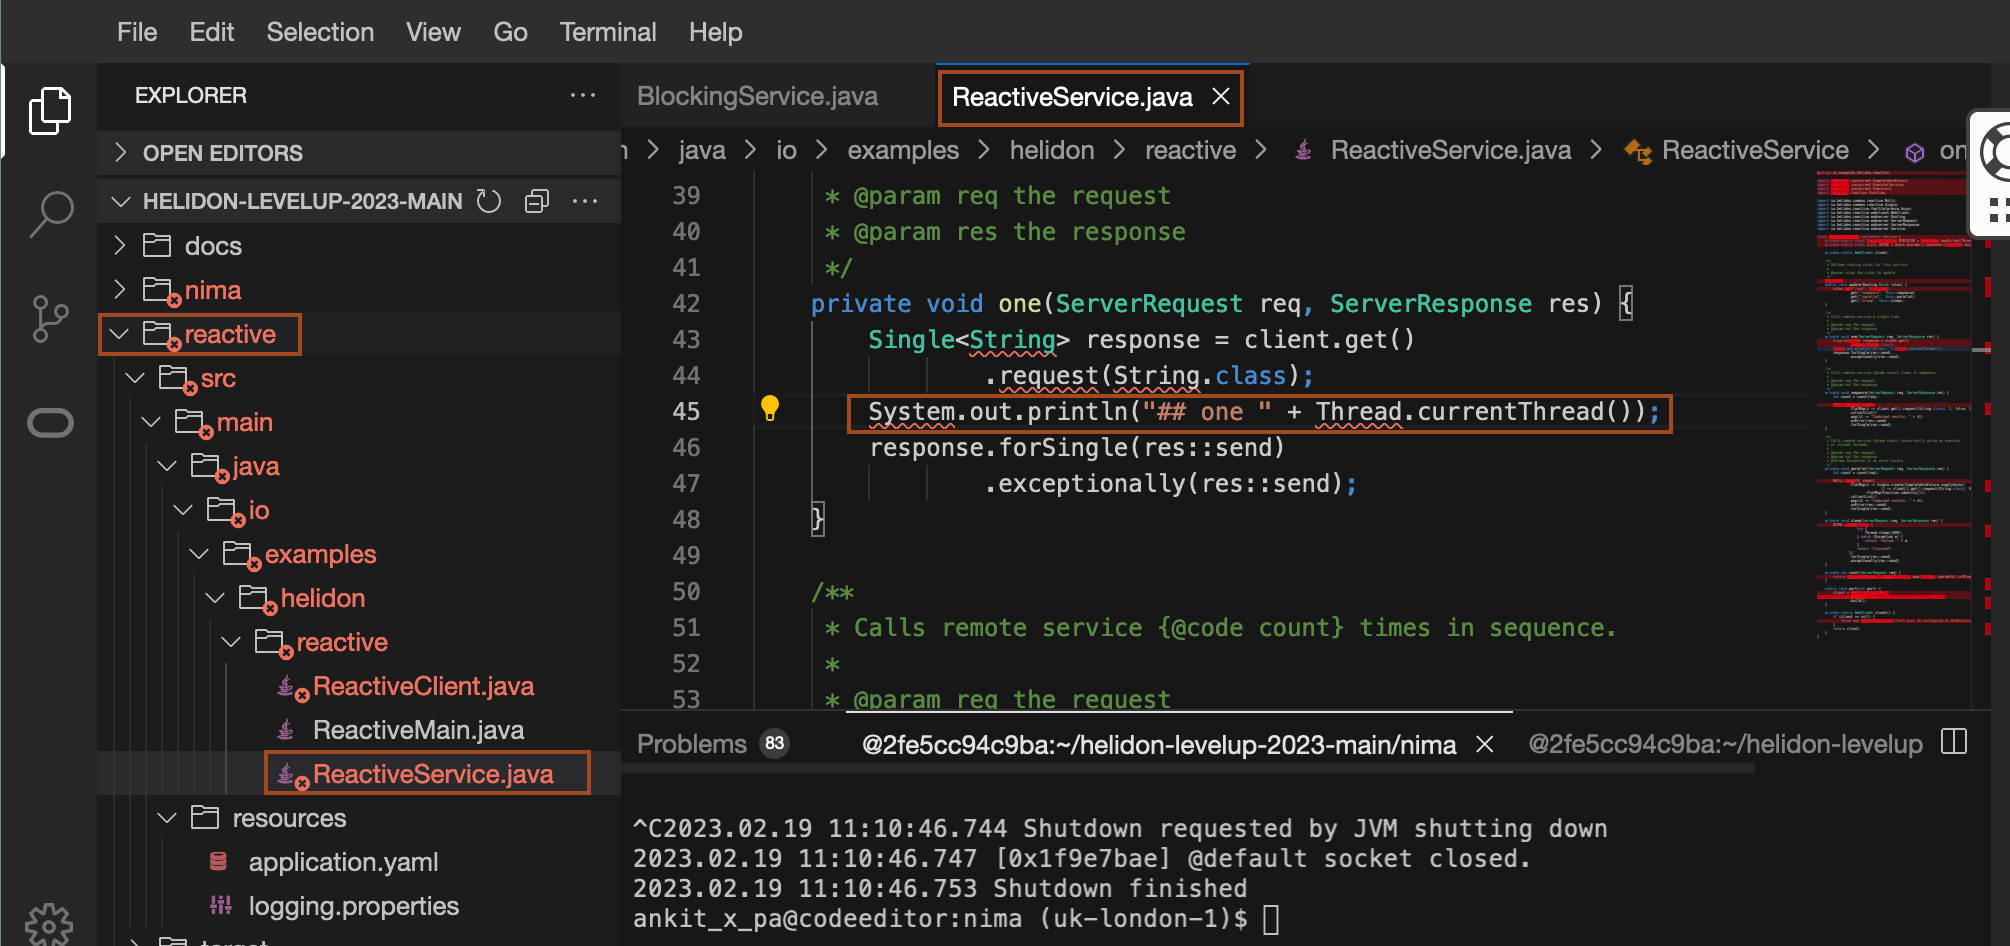 File Edit Selection View Go Terminal Help
EXPLORER ···
OPEN EDITORS
HELIDON-LEVELUP-2023-MAIN ···
docs
nima
reactive
src
main
java
io
examples
helidon
reactive
ReactiveClient.java
ReactiveMain.java
ReactiveService.java
resources
application.yaml
logging.properties
target
BlockingService.java ReactiveService.java
java > io > examples > helidon > reactive > ReactiveService.java > ReactiveService > on
39 * @param req the request
40 * @param res the response
41 */
42 private void one(ServerRequest req, ServerResponse res) {
43 Single<String> response = client.get()
44 .request(String.class);
45 System.out.println("## one " + Thread.currentThread());
46 response.forSingle(res::send)
47 .exceptionally(res::send);
48 }
49
50 /**
51 * Calls remote service {@code count} times in sequence.
52 *
53 * @param req the request
Problems 83 @2fe5cc94c9ba:~/helidon-levelup-2023-main/nima @2fe5cc94c9ba:~/helidon-levelup
^C2023.02.19 11:10:46.744 Shutdown requested by JVM shutting down
2023.02.19 11:10:46.747 [0x1f9e7bae] @default socket closed.
2023.02.19 11:10:46.753 Shutdown finished
ankit_x_pa@codeeditor:nima (uk-london-1)$